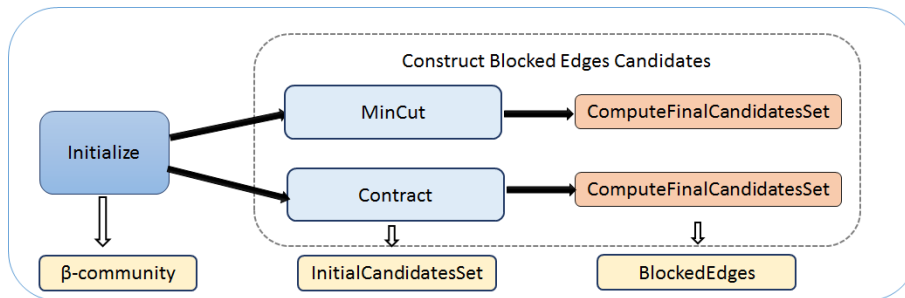 Construct Blocked Edges Candidates
MinCut
ComputeFinalCandidatesSet
Initialize
Contract
ComputeFinalCandidatesSet
β-community
InitialCandidatesSet
BlockedEdges